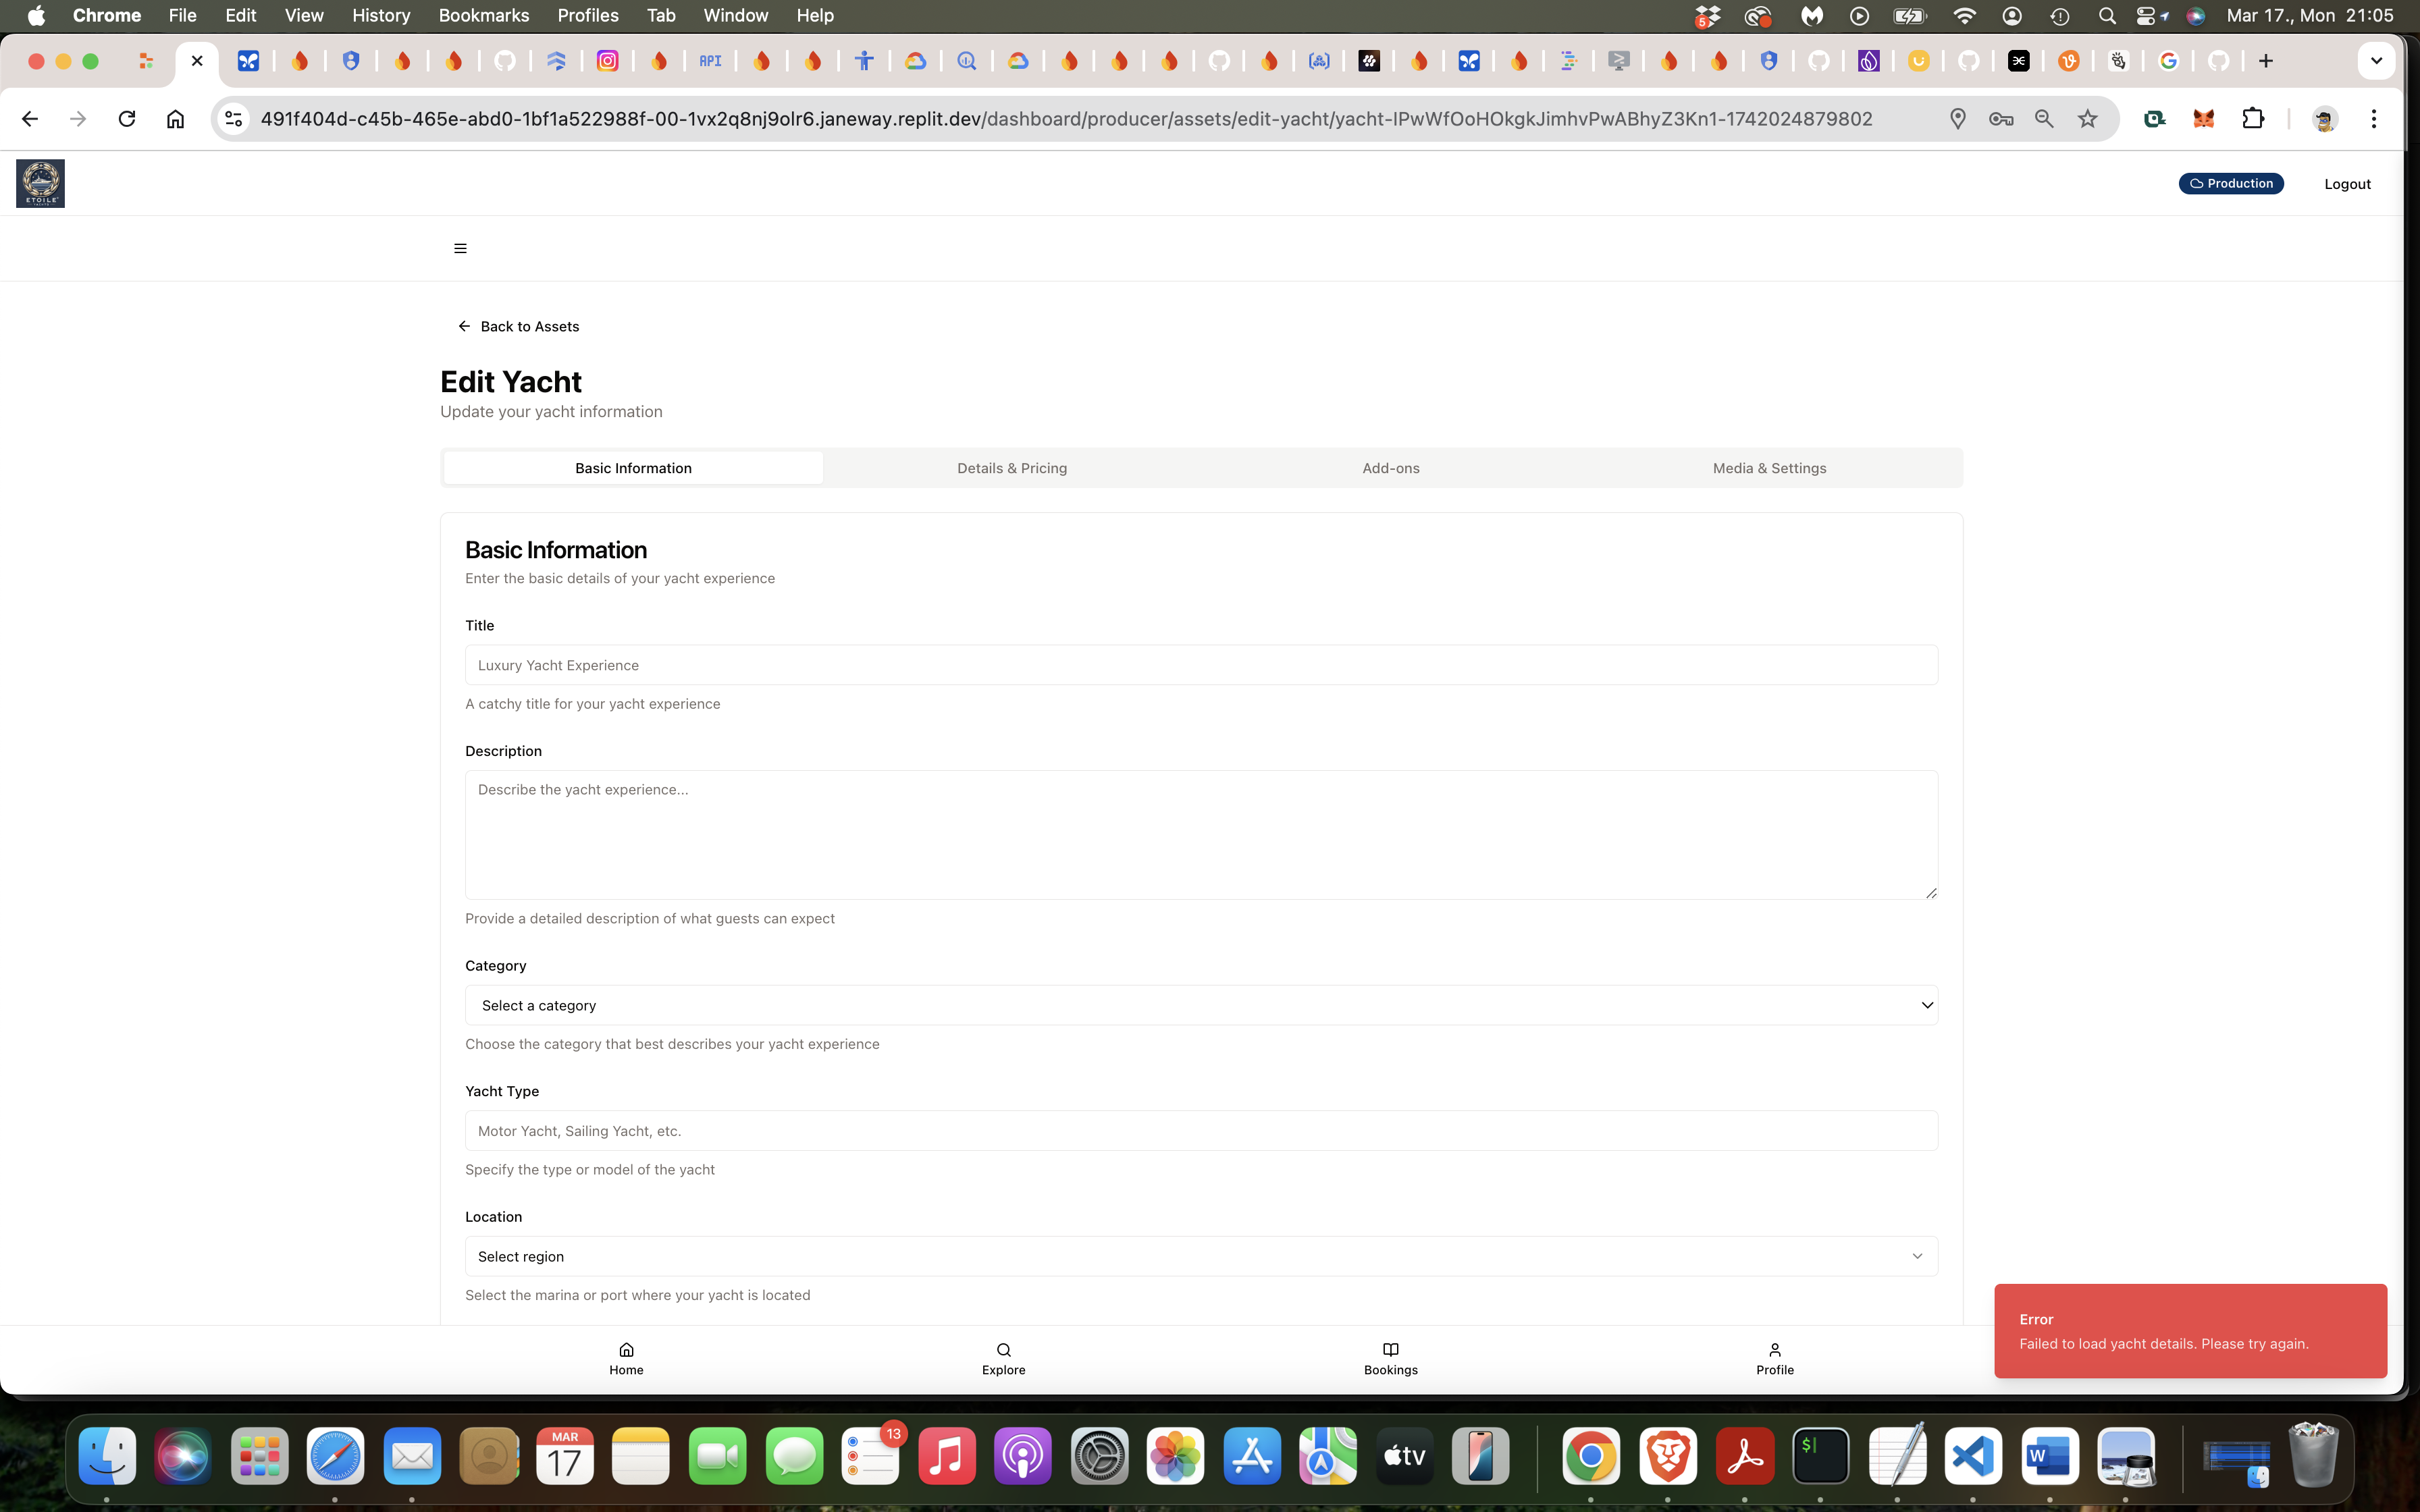 Chrome File Edit View History Bookmarks Profiles Tab Window Help
5
Mar 17., Mon 21:05
API
491f404d-c45b-465e-abd0-1bf1a522988f-00-1vx2q8nj9olr6.janeway.replit.dev/dashboard/producer/assets/edit-yacht/yacht-IPwWfOoHOkgkJimhvPwABhyZ3Kn1-1742024879802
ETOILE
YACHTS
Production
Logout
Back to Assets
Edit Yacht
Update your yacht information
Basic Information
Details & Pricing
Add-ons
Media & Settings
Basic Information
Enter the basic details of your yacht experience
Title
Luxury Yacht Experience
A catchy title for your yacht experience
Description
Describe the yacht experience...
Provide a detailed description of what guests can expect
Category
Select a category
Choose the category that best describes your yacht experience
Yacht Type
Motor Yacht, Sailing Yacht, etc.
Specify the type or model of the yacht
Location
Select region
Select the marina or port where your yacht is located
Error
Failed to load yacht details. Please try again.
Home
Explore
Bookings
Profile
MAR
17
13
tv
$
W